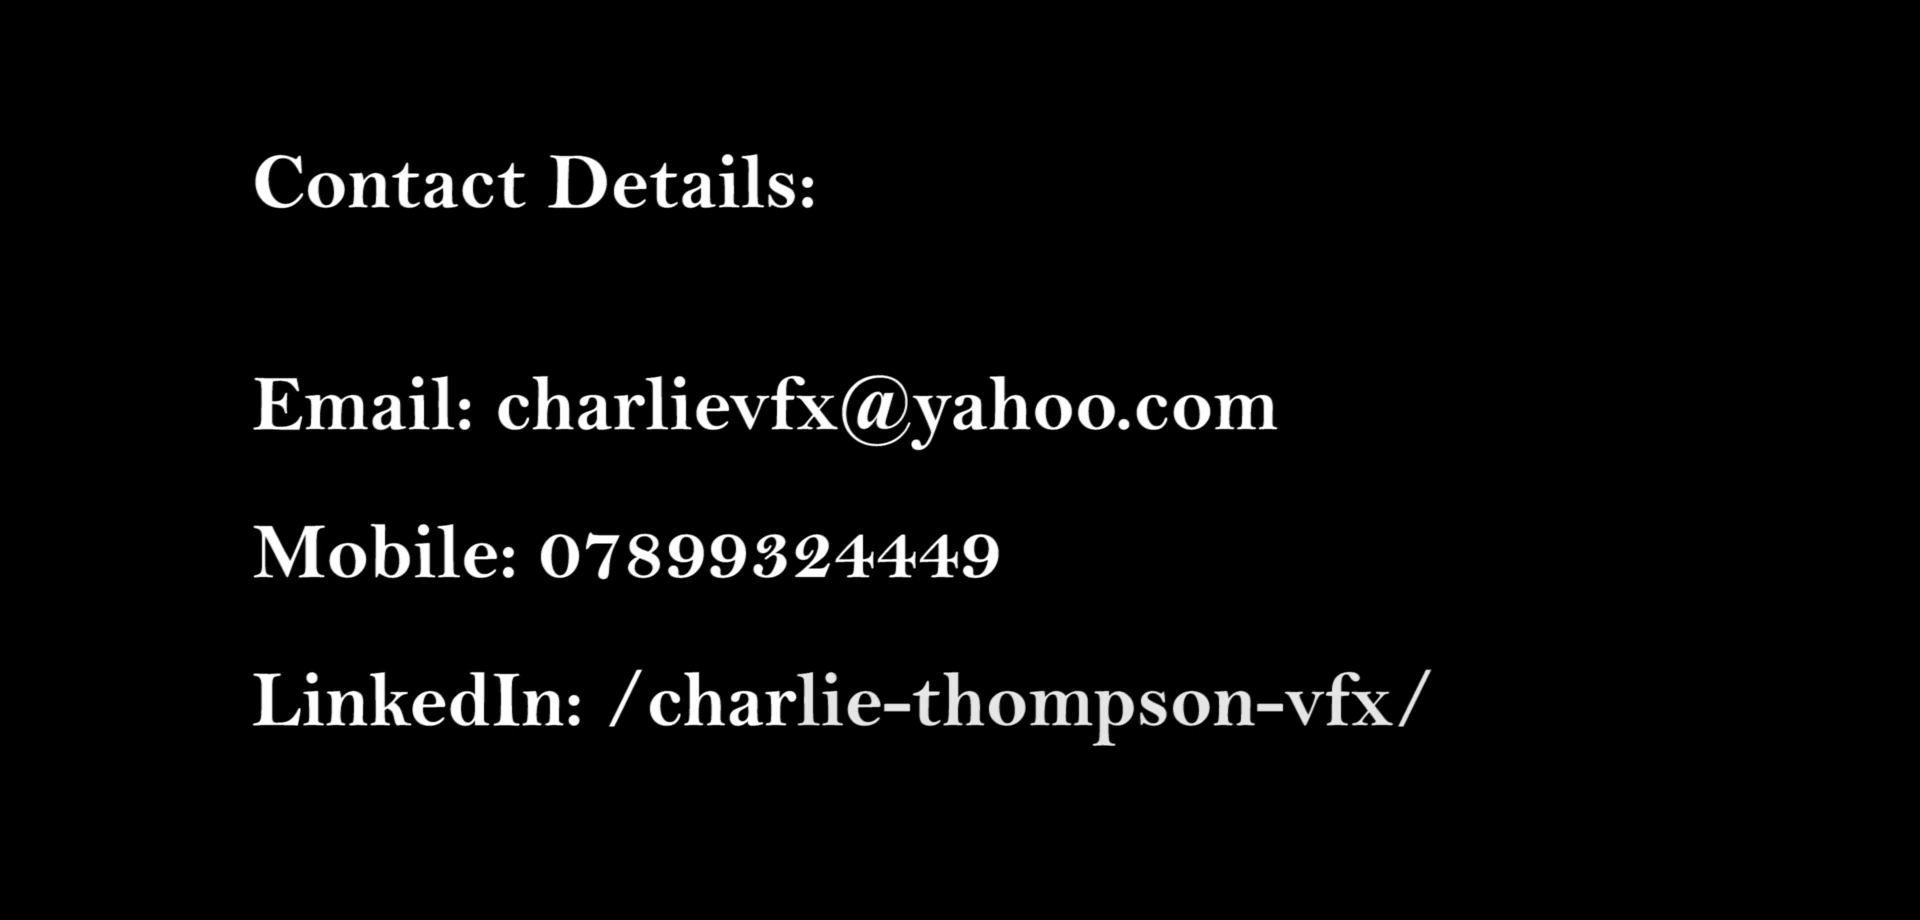 Contact Details:
Email: charlievfx@yahoo.com
Mobile: 07899324449
LinkedIn: /charlie-thompson-vfx/